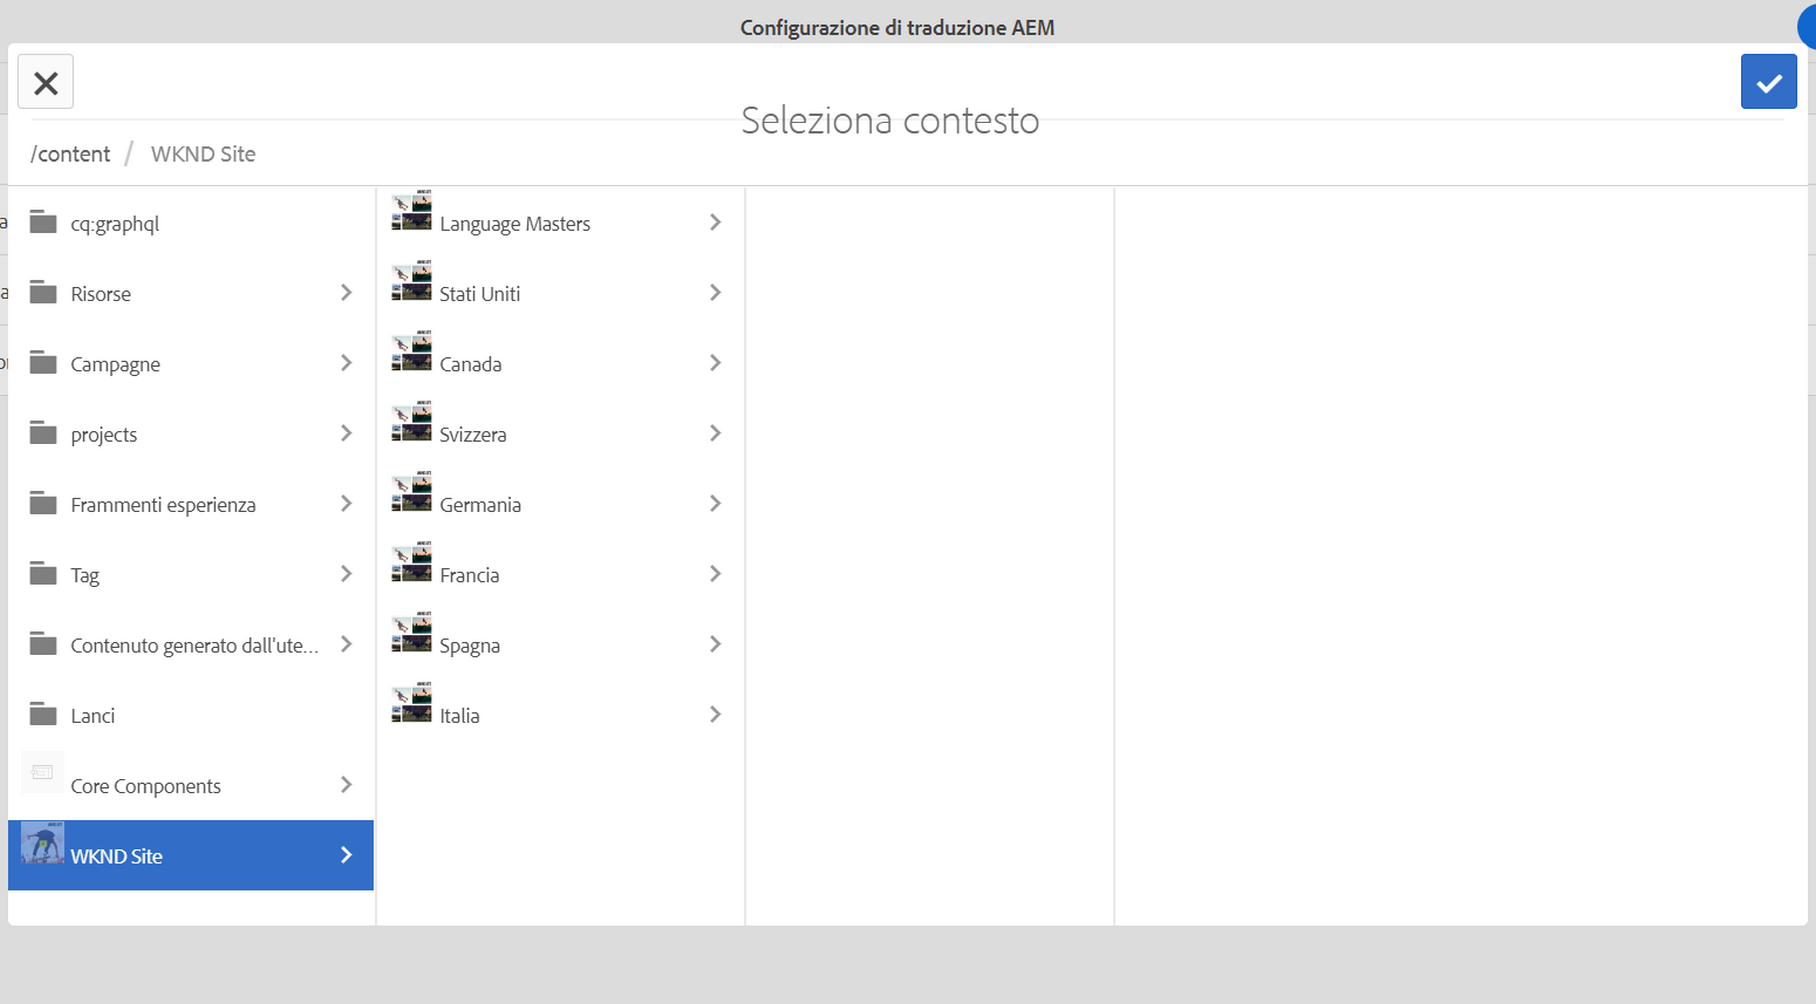 Configurazione di traduzione AEM
Seleziona contesto
/content / WKND Site
cq:graphql
Risorse
Campagne
projects
Frammenti esperienza
Tag
Contenuto generato dall'ute...
Lanci
Core Components
WKND Site
Language Masters
Stati Uniti
Canada
Svizzera
Germania
Francia
Spagna
Italia